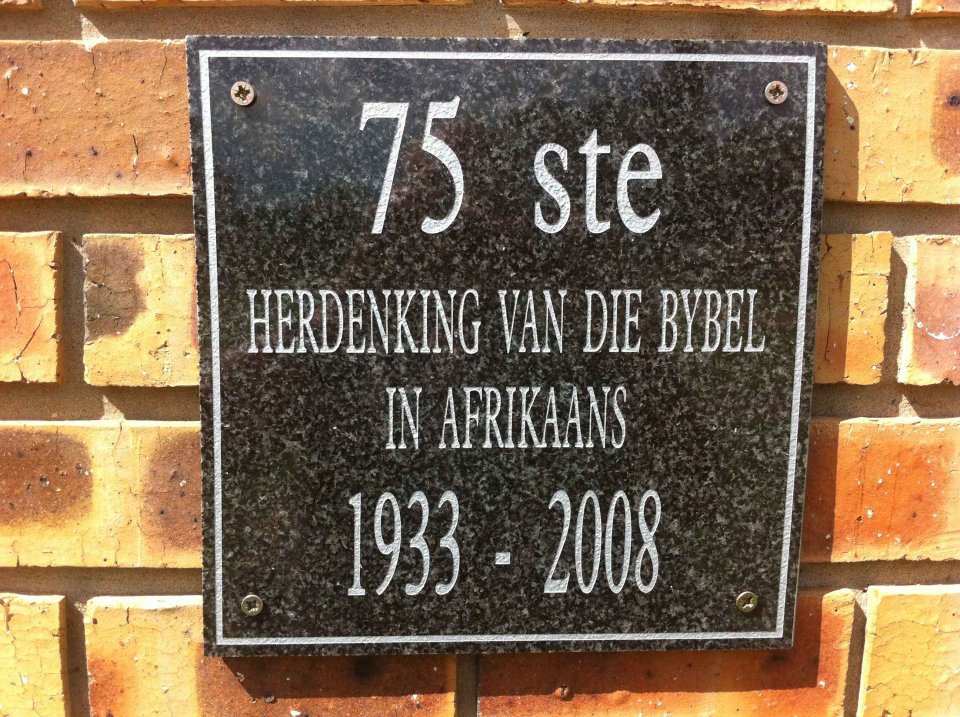 75 ste
HERDENKING VAN DIE BYBEL
IN AFRIKAANS
1933 - 2008